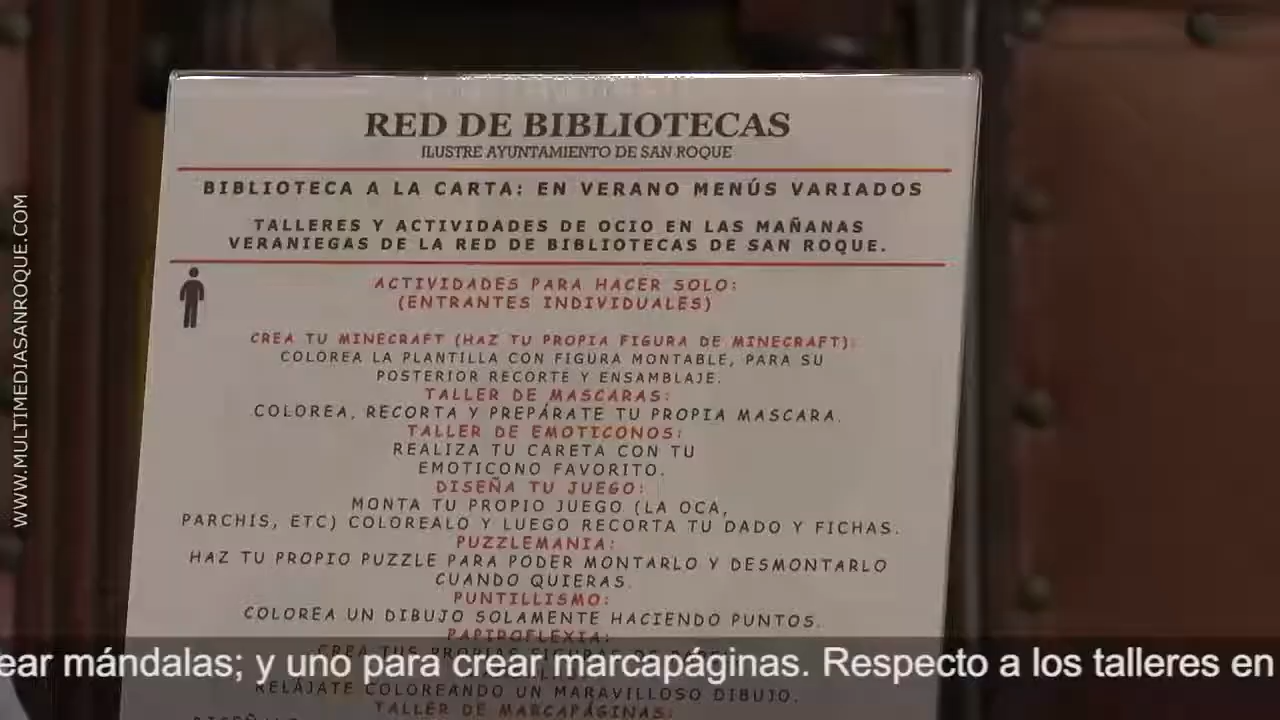 RED DE BIBLIOTECAS
ILUSTRE AYUNTAMIENTO DE SAN ROQUE
BIBLIOTECA A LA CARTA: EN VERANO MENÚS VARIADOS
TALLERES Y ACTIVIDADES DE OCIO EN LAS MAÑANAS
VERANIEGAS DE LA RED DE BIBLIOTECAS DE SAN ROQUE.
ACTIVIDADES PARA HACER SOLO:
(ENTRANTES INDIVIDUALES)
CREA TU MINECRAFT (HAZ TU PROPIA FIGURA DE MINECRAFT):
COLOREA LA PLANTILLA CON FIGURA MONTABLE, PARA SU
POSTERIOR RECORTE Y ENSAMBLAJE.
TALLER DE MASCARAS:
COLOREA, RECORTA Y PREPÁRATE TU PROPIA MASCARA.
TALLER DE EMOTICONOS:
REALIZA TU CARETA CON TU
EMOTICONO FAVORITO.
DISEÑA TU JUEGO:
MONTA TU PROPIO JUEGO (LA OCA,
PARCHIS, ETC) COLOREALO Y LUEGO RECORTA TU DADO Y FICHAS.
PUZZLEMANIA:
HAZ TU PROPIO PUZZLE PARA PODER MONTARLO Y DESMONTARLO
CUANDO QUIERAS.
PUNTILLISMO:
COLOREA UN DIBUJO SOLAMENTE HACIENDO PUNTOS.
PAPIROFLEXIA:
CREA TUS PROPIAS FIGURAS DE
RELÁJATE COLOREANDO UN MARAVILLOSO DIBUJO.
TALLER DE MARCAPÁGINAS:
ear mándalas; y uno para crear marcapáginas. Respecto a los talleres en
WWW.MULTIMEDIASANROQUE.COM